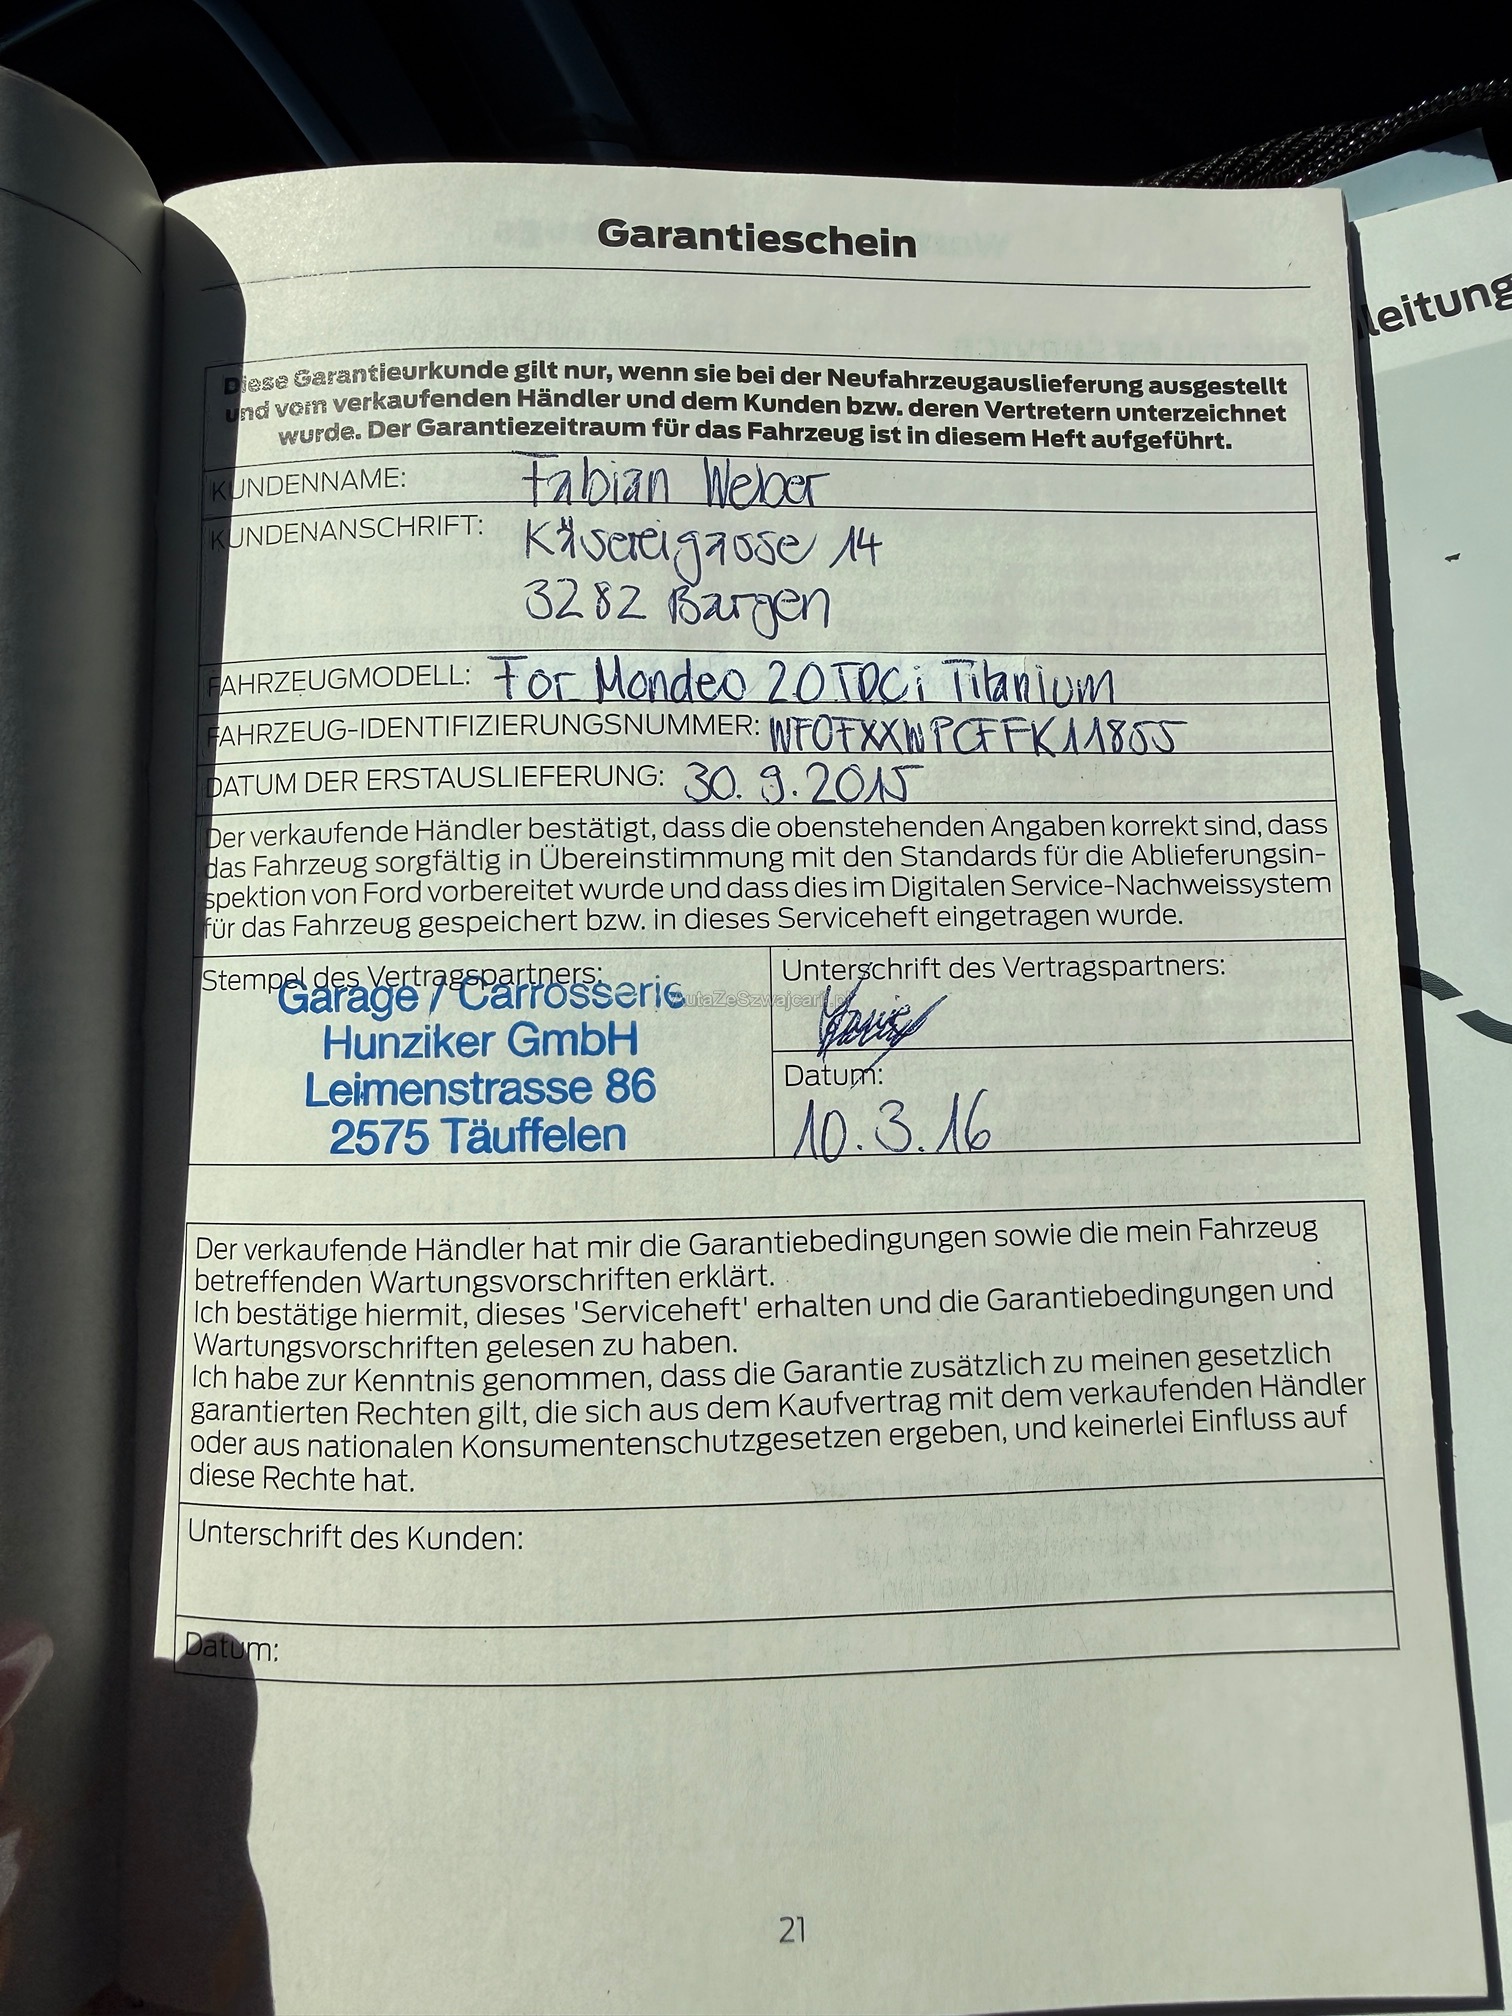 Garantieschein
leitung
Diese Garantieurkunde gilt nur, wenn sie bei der Neufahrzeugauslieferung ausgestellt
und vom verkaufenden Händler und dem Kunden bzw. deren Vertretern unterzeichnet
wurde. Der Garantiezeitraum für das Fahrzeug ist in diesem Heft aufgeführt.
KUNDENNAME: Fabian Weber
KUNDENANSCHRIFT: Käsereigasse 14
3282 Bargen
FAHRZEUGMODELL: For Mondeo 2.0 TDCi Titanium
FAHRZEUG-IDENTIFIZIERUNGSNUMMER: WF0FXXWPCFFK11855
DATUM DER ERSTAUSLIEFERUNG: 30.9.2015
Der verkaufende Händler bestätigt, dass die obenstehenden Angaben korrekt sind, dass
das Fahrzeug sorgfältig in Übereinstimmung mit den Standards für die Ablieferungsin-
spektion von Ford vorbereitet wurde und dass dies im Digitalen Service-Nachweissystem
für das Fahrzeug gespeichert bzw. in dieses Serviceheft eingetragen wurde.
Stempel des Vertragspartners:
Garage / Carrosserie
Hunziker GmbH
Leimenstrasse 86
2575 Täuffelen
Unterschrift des Vertragspartners:
AutaZeSzwajcarii.pl
Datum:
10.3.16
Der verkaufende Händler hat mir die Garantiebedingungen sowie die mein Fahrzeug
betreffenden Wartungsvorschriften erklärt.
Ich bestätige hiermit, dieses 'Serviceheft' erhalten und die Garantiebedingungen und
Wartungsvorschriften gelesen zu haben.
Ich habe zur Kenntnis genommen, dass die Garantie zusätzlich zu meinen gesetzlich
garantierten Rechten gilt, die sich aus dem Kaufvertrag mit dem verkaufenden Händler
oder aus nationalen Konsumentenschutzgesetzen ergeben, und keinerlei Einfluss auf
diese Rechte hat.
Unterschrift des Kunden:
Datum:
21